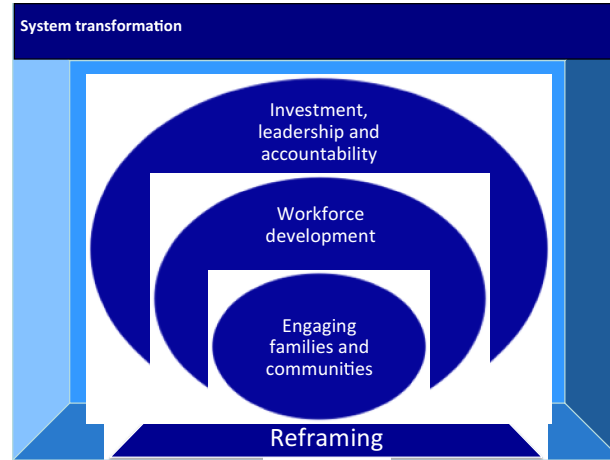 System transformation
Investment,
leadership and
accountability
Workforce
development
Engaging
families and
communities
Reframing